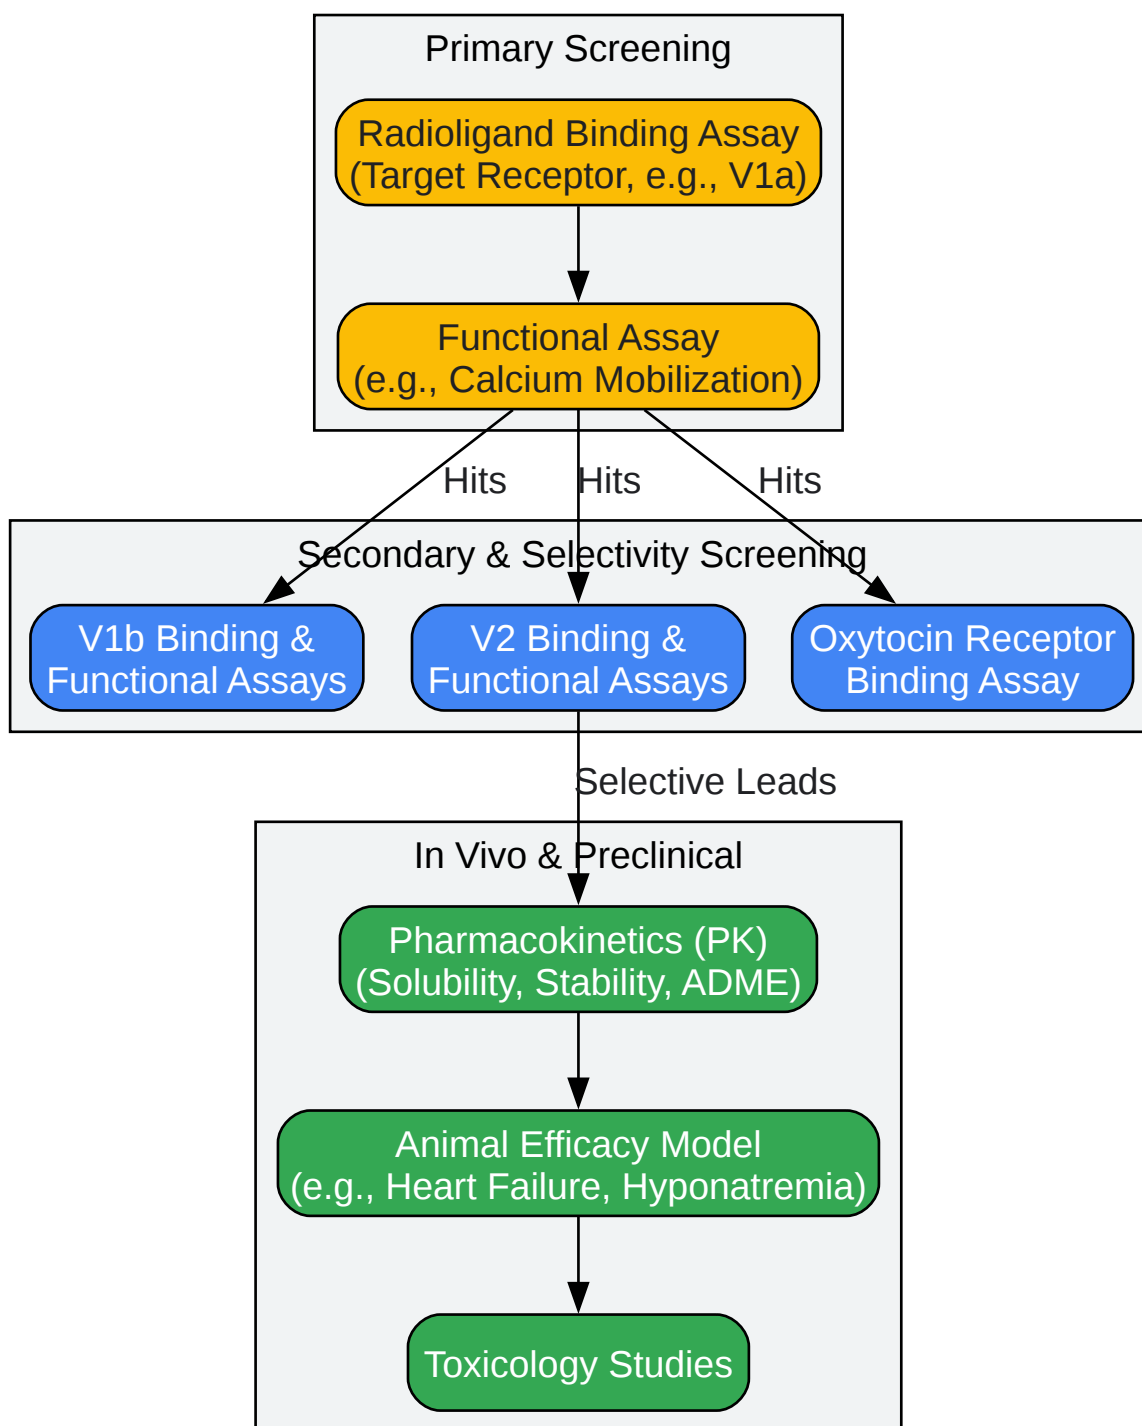 Primary Screening
Radioligand Binding Assay
(Target Receptor, e.g., V1a)
Functional Assay
(e.g., Calcium Mobilization)
Hits
Hits
Hits
Secondary & Selectivity Screening
V1b Binding &
Functional Assays
V2 Binding &
Functional Assays
Oxytocin Receptor
Binding Assay
Selective Leads
In Vivo & Preclinical
Pharmacokinetics (PK)
(Solubility, Stability, ADME)
Animal Efficacy Model
(e.g., Heart Failure, Hyponatremia)
Toxicology Studies